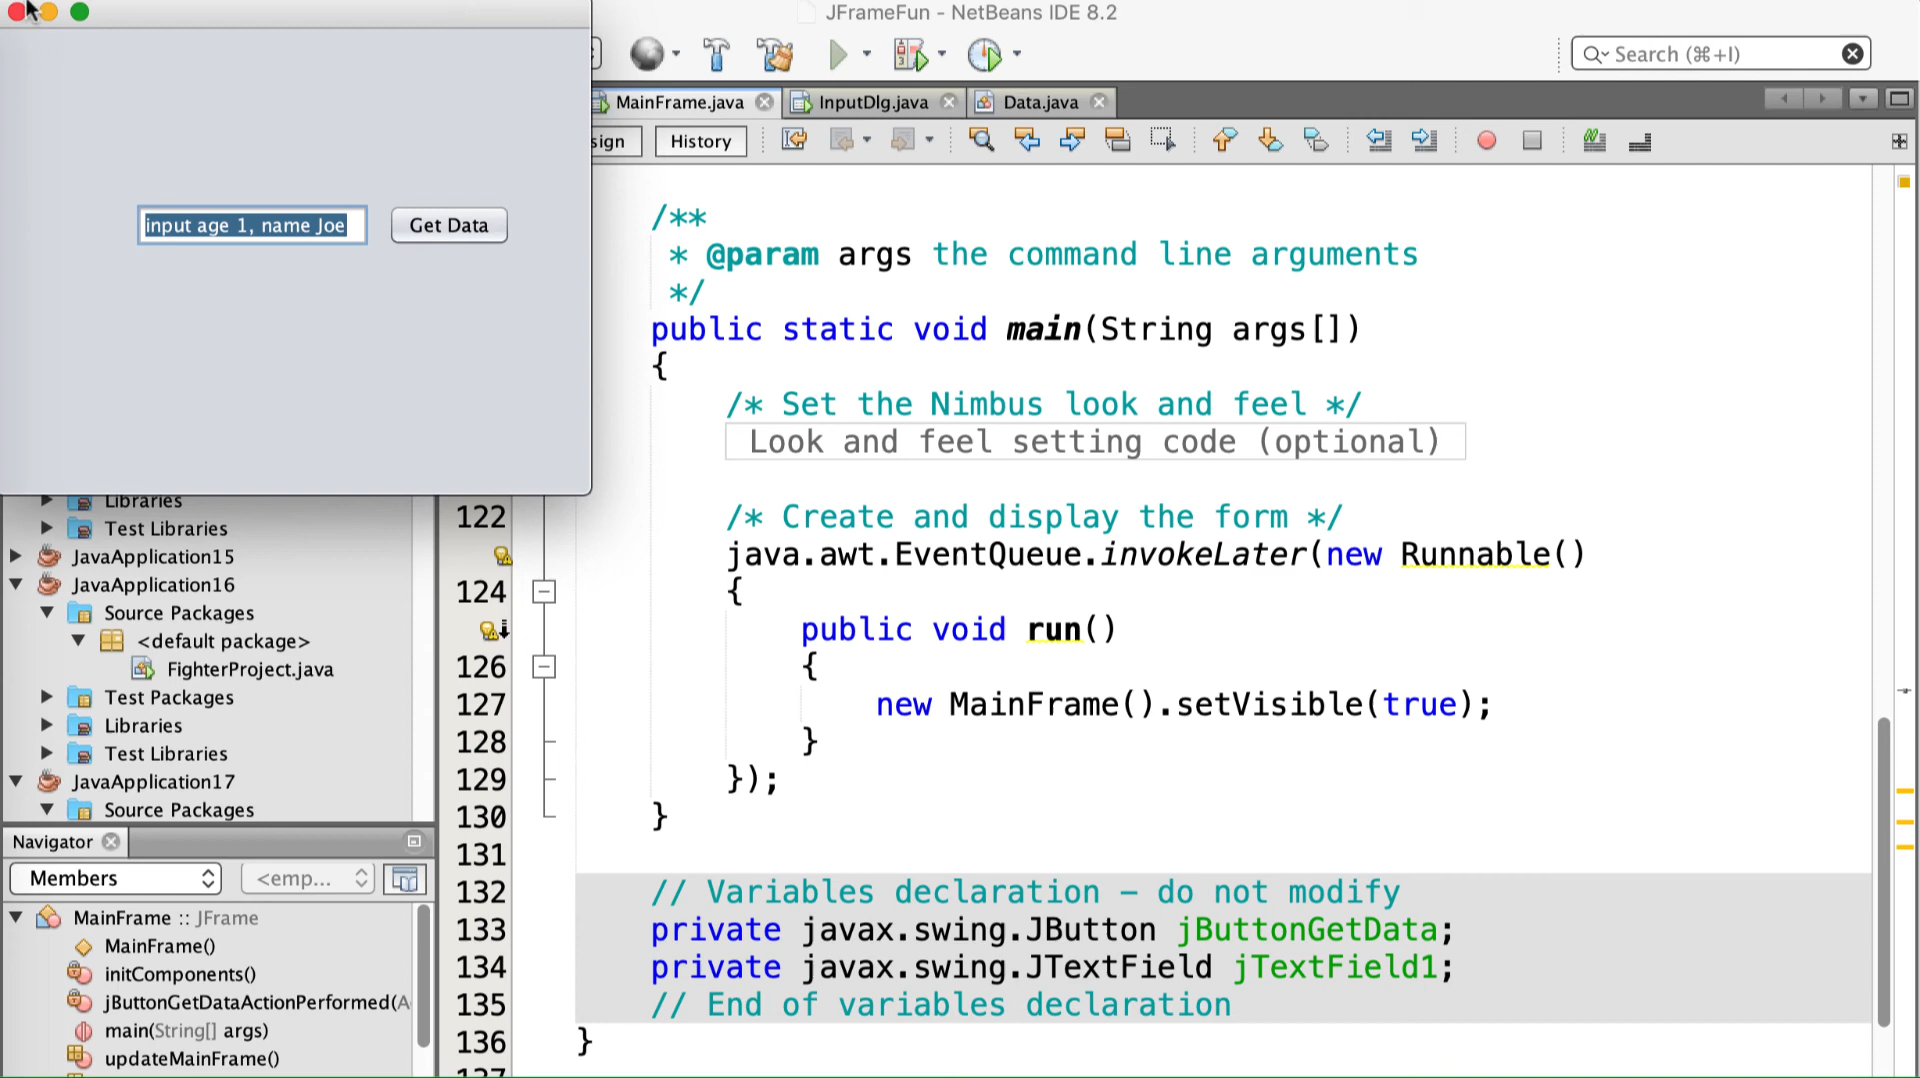 JFrameFun - NetBeans IDE 8.2
Search (⌘+I)
MainFrame.java
InputDlg.java
Data.java
sign
History
input age 1, name Joe
Get Data
/**
* @param args the command line arguments
*/
public static void main(String args[])
{
/* Set the Nimbus look and feel */
Look and feel setting code (optional)
122
/* Create and display the form */
java.awt.EventQueue.invokeLater(new Runnable()
124
{
public void run()
126
{
127
new MainFrame().setVisible(true);
128
}
129
});
130
}
131
132
// Variables declaration – do not modify
133
private javax.swing.JButton jButtonGetData;
134
private javax.swing.JTextField jTextField1;
135
// End of variables declaration
136
}
137
Libraries
Test Libraries
JavaApplication15
JavaApplication16
Source Packages
<default package>
FighterProject.java
Test Packages
Libraries
Test Libraries
JavaApplication17
Source Packages
Navigator
Members
<emp...
MainFrame :: JFrame
MainFrame()
initComponents()
jButtonGetDataActionPerformed(A
main(String[] args)
updateMainFrame()